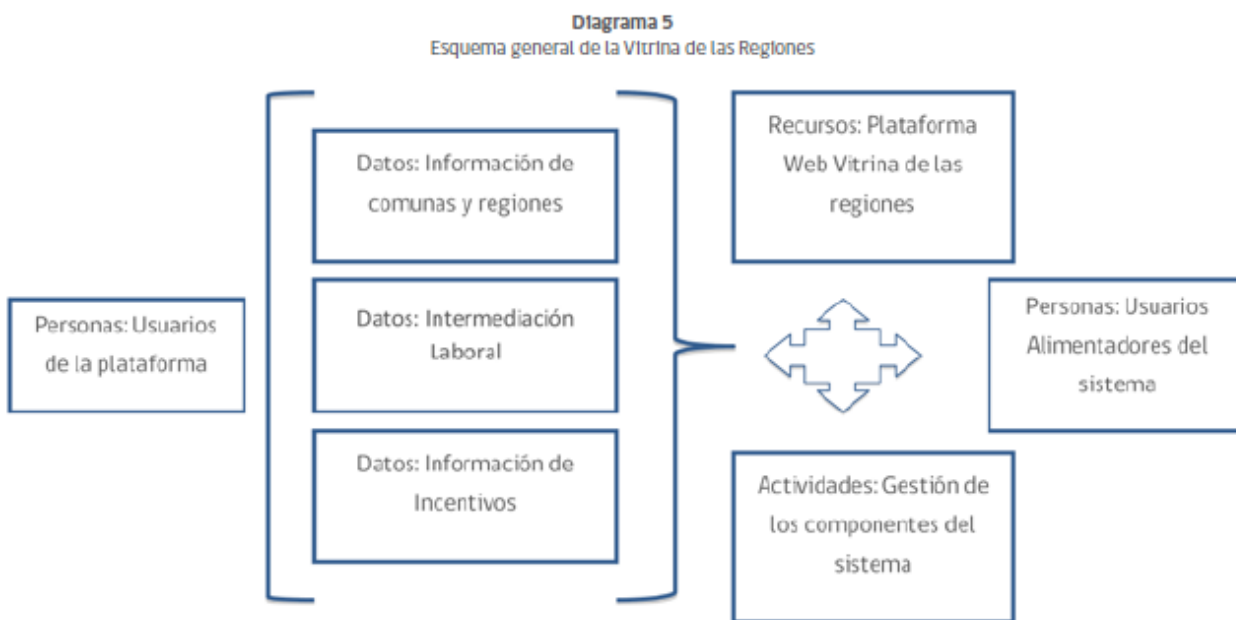 Diagrama 5
Esquema general de la Vitrina de las Regiones
Personas: Usuarios
de la plataforma
Datos: Información de
comunas y regiones
Datos: Intermediación
Laboral
Datos: Información de
Incentivos
Recursos: Plataforma
Web Vitrina de las
regiones
Personas: Usuarios
Alimentadores del
sistema
Actividades: Gestión de
los componentes del
sistema